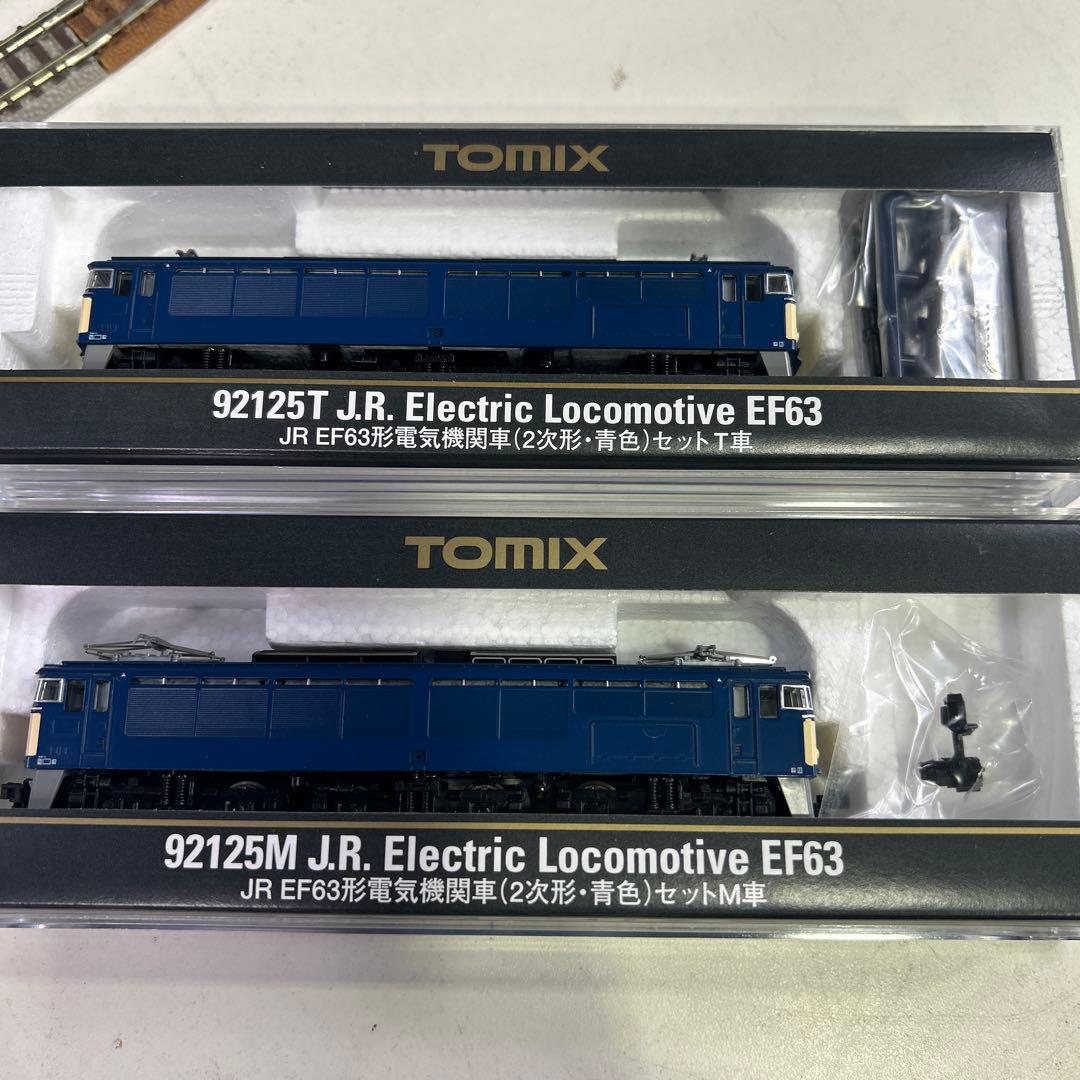 TOMIX
92125T J.R. Electric Locomotive EF63
JR EF63形電気機関車(2次形・青色)セットT車
TOMIX
92125M J.R. Electric Locomotive EF63
JR EF63形電気機関車(2次形・青色)セットM車